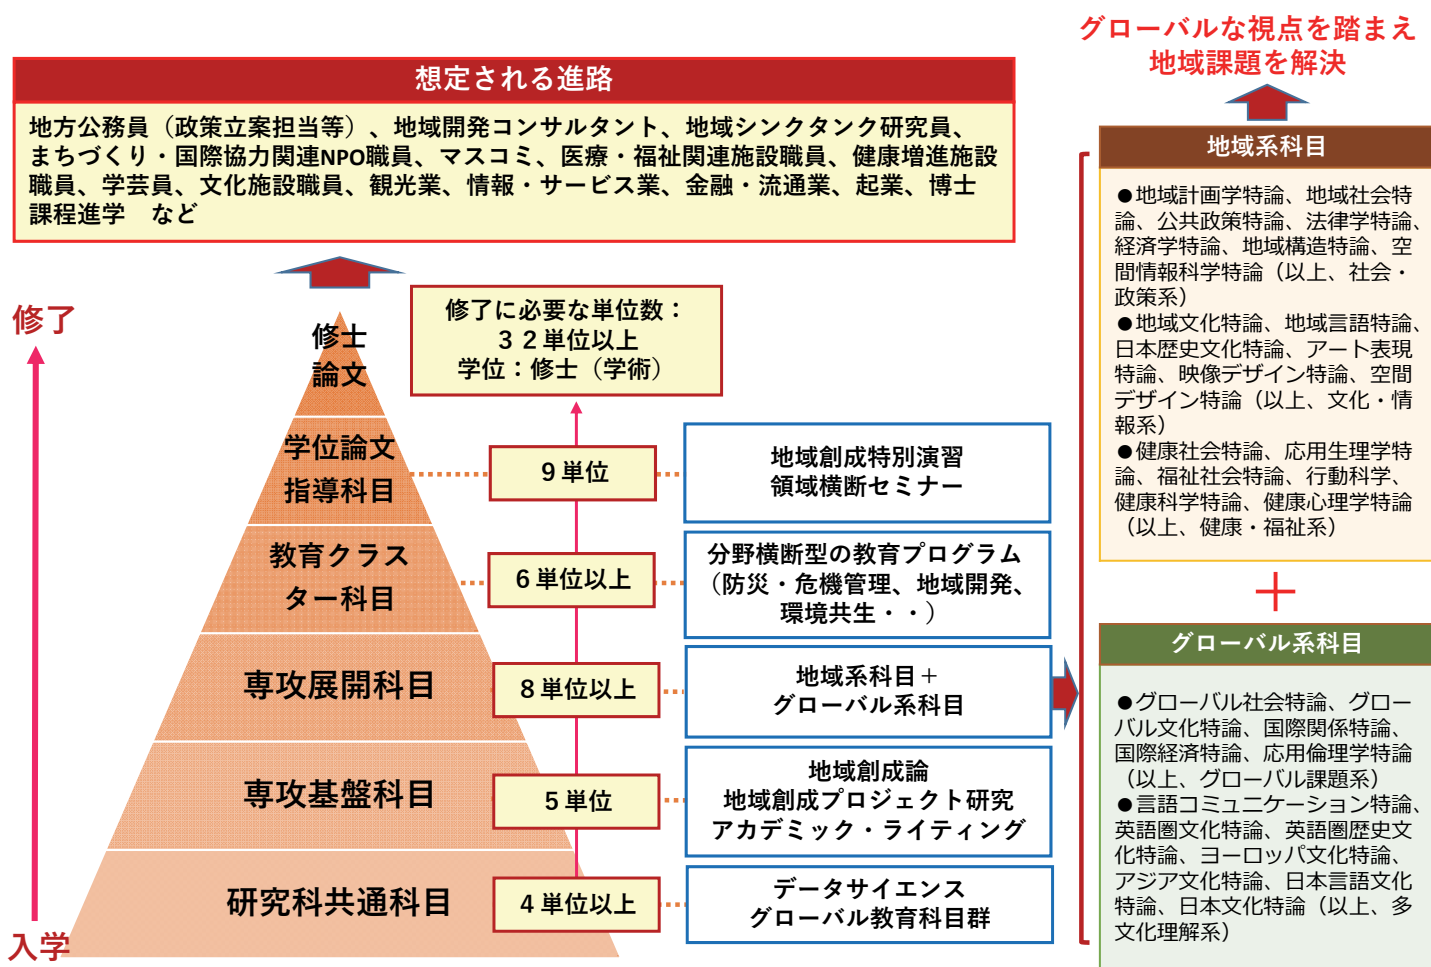 グローバルな視点を踏まえ
地域課題を解決
想定される進路
地方公務員（政策立案担当等）、地域開発コンサルタント、地域シンクタンク研究員、
まちづくり・国際協力関連NPO職員、マスコミ、医療・福祉関連施設職員、健康増進施設
職員、学芸員、文化施設職員、観光業、情報・サービス業、金融・流通業、起業、博士
課程進学　など
修了
入学
修了に必要な単位数：
３２単位以上
学位：修士（学術）
修士
論文
学位論文
指導科目
９単位
地域創成特別演習
領域横断セミナー
教育クラス
ター科目
６単位以上
分野横断型の教育プログラム
（防災・危機管理、地域開発、
環境共生・・）
専攻展開科目
８単位以上
地域系科目＋
グローバル系科目
専攻基盤科目
５単位
地域創成論
地域創成プロジェクト研究
アカデミック・ライティング
研究科共通科目
４単位以上
データサイエンス
グローバル教育科目群
地域系科目
●地域計画学特論、地域社会特
論、公共政策特論、法律学特論、
経済学特論、地域構造特論、空
間情報科学特論（以上、社会・
政策系）
●地域文化特論、地域言語特論、
日本歴史文化特論、アート表現
特論、映像デザイン特論、空間
デザイン特論（以上、文化・情
報系）
●健康社会特論、応用生理学特
論、福祉社会特論、行動科学、
健康科学特論、健康心理学特論
（以上、健康・福祉系）
＋
グローバル系科目
●グローバル社会特論、グロー
バル文化特論、国際関係特論、
国際経済特論、応用倫理学特論
（以上、グローバル課題系）
●言語コミュニケーション特論、
英語圏文化特論、英語圏歴史文
化特論、ヨーロッパ文化特論、
アジア文化特論、日本言語文化
特論、日本文化特論（以上、多
文化理解系）